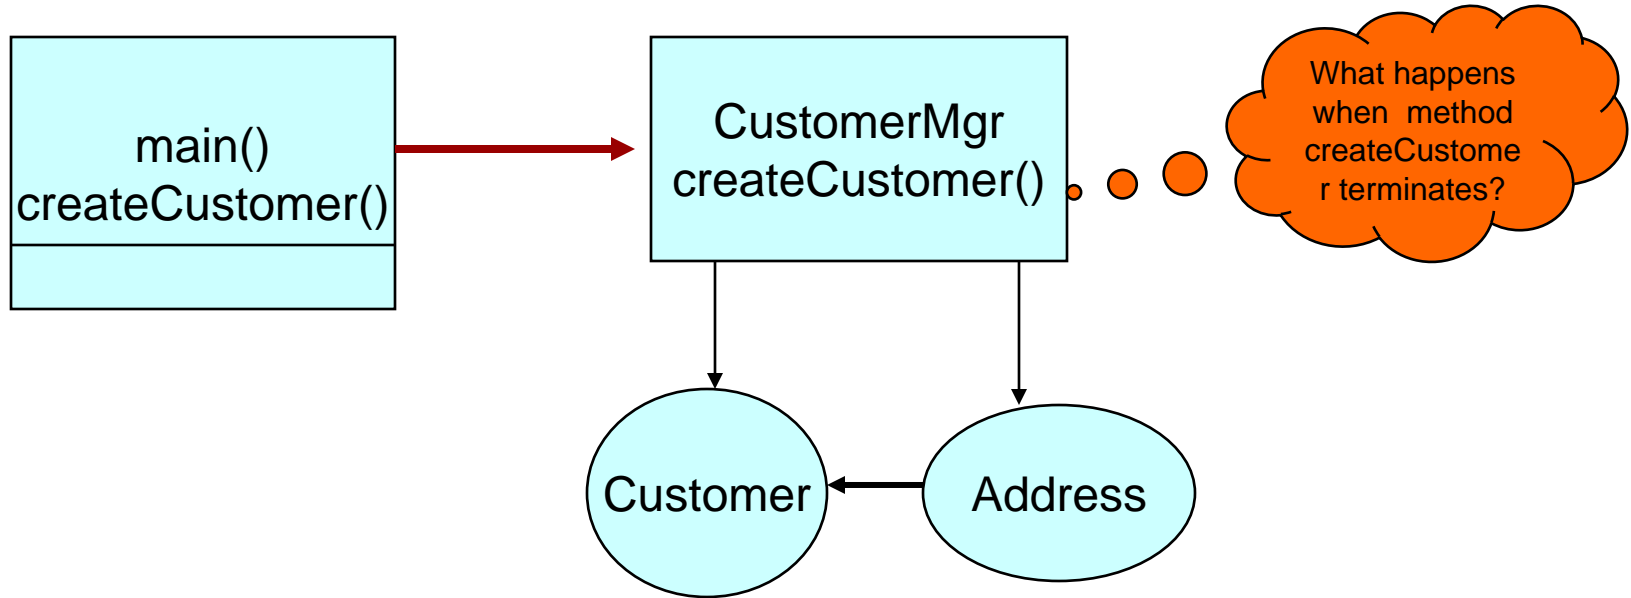 main()
createCustomer()
CustomerMgr
createCustomer()
What happens
when  method
createCustome
r terminates?
Customer
Address